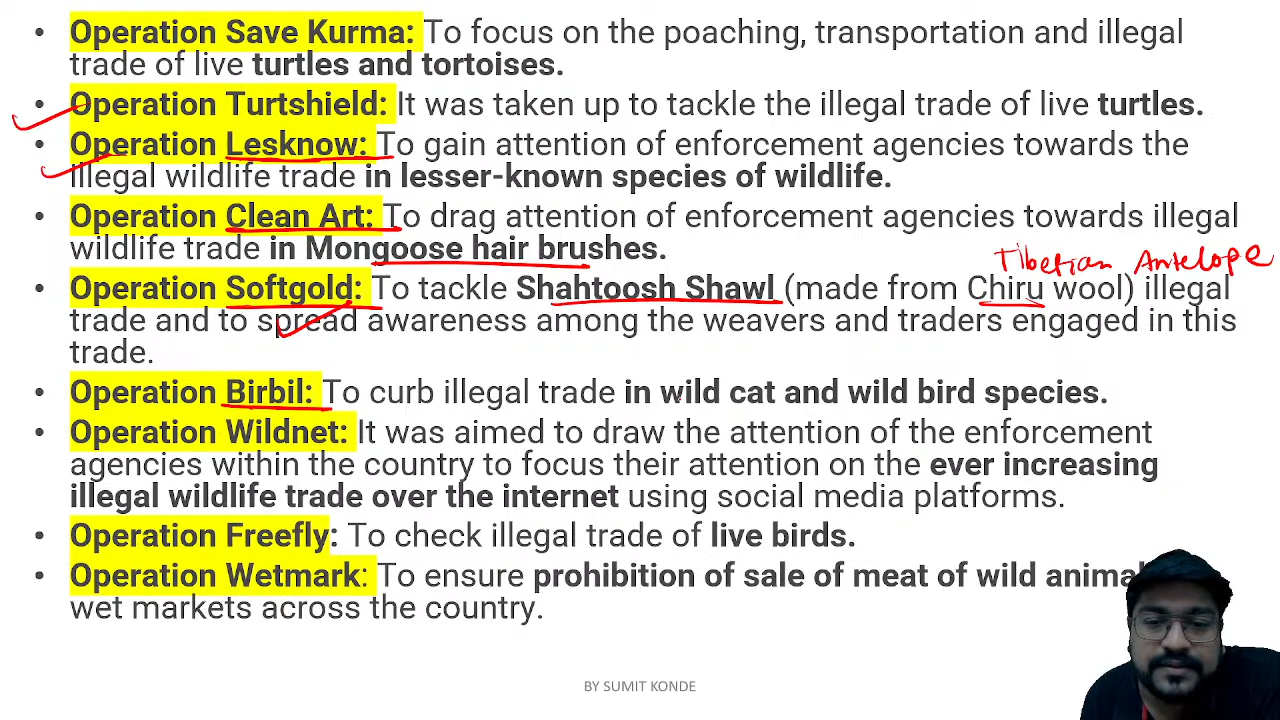 • Operation Save Kurma: To focus on the poaching, transportation and illegal
trade of live turtles and tortoises.
• Operation Turtshield: It was taken up to tackle the illegal trade of live turtles.
• Operation Lesknow: To gain attention of enforcement agencies towards the
illegal wildlife trade in lesser-known species of wildlife.
• Operation Clean Art: To drag attention of enforcement agencies towards illegal
wildlife trade in Mongoose hair brushes.
Tibetian Antelope
• Operation Softgold: To tackle Shahtoosh Shawl (made from Chiru wool) illegal
trade and to spread awareness among the weavers and traders engaged in this
trade.
• Operation Birbil: To curb illegal trade in wild cat and wild bird species.
• Operation Wildnet: It was aimed to draw the attention of the enforcement
agencies within the country to focus their attention on the ever increasing
illegal wildlife trade over the internet using social media platforms.
• Operation Freefly: To check illegal trade of live birds.
• Operation Wetmark: To ensure prohibition of sale of meat of wild
wet markets across the country.
BY SUMIT KONDE